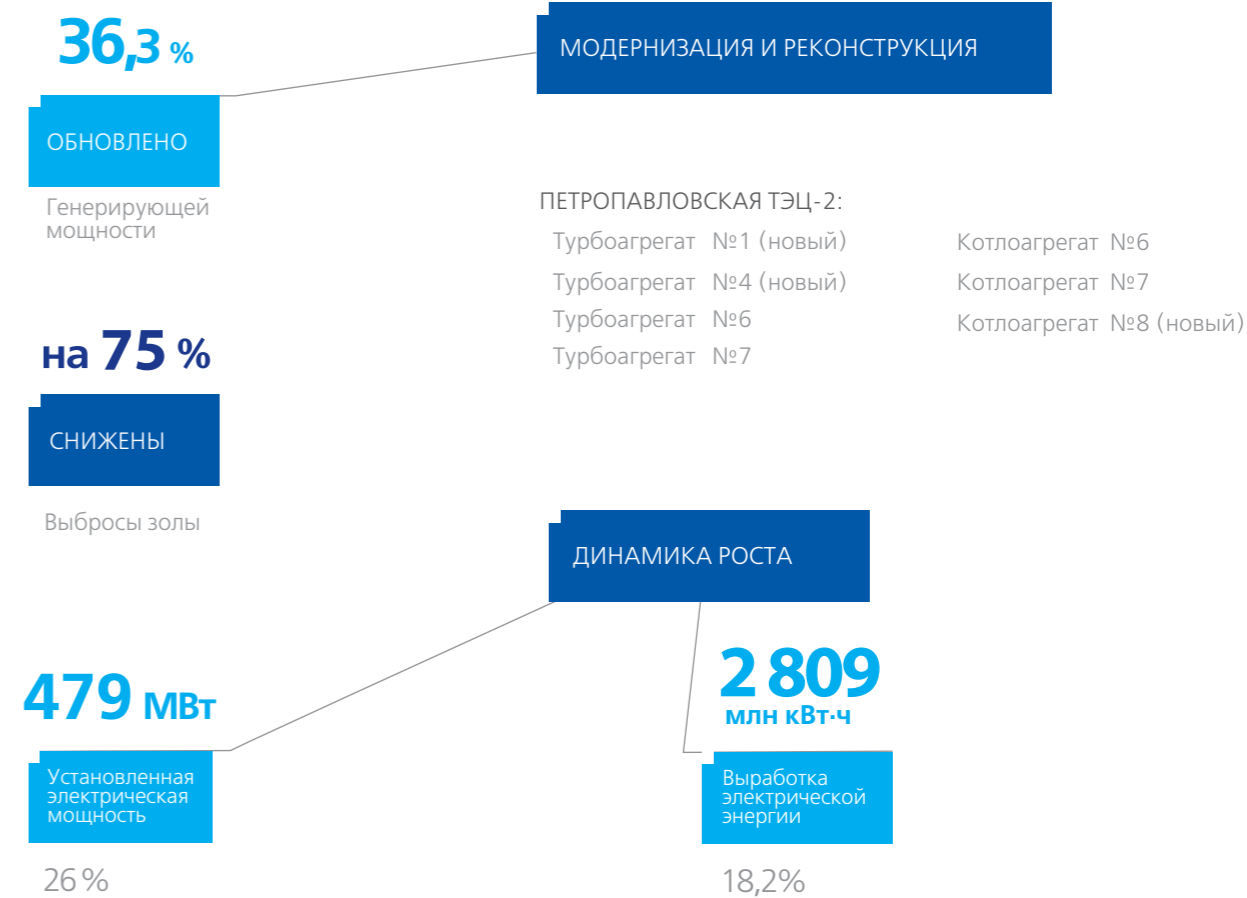 36,3 %
ОБНОВЛЕНО
Генерирующей
мощности
МОДЕРНИЗАЦИЯ И РЕКОНСТРУКЦИЯ
ПЕТРОПАВЛОВСКАЯ ТЭЦ-2:
Турбоагрегат №1 (новый)
Турбоагрегат №4 (новый)
Турбоагрегат №6
Турбоагрегат №7
Котлоагрегат №6
Котлоагрегат №7
Котлоагрегат №8 (новый)
на 75 %
СНИЖЕНЫ
Выбросы золы
ДИНАМИКА РОСТА
479 МВт
Установленная
электрическая
мощность
26 %
2 809
млн кВт·ч
Выработка
электрической
энергии
18,2%